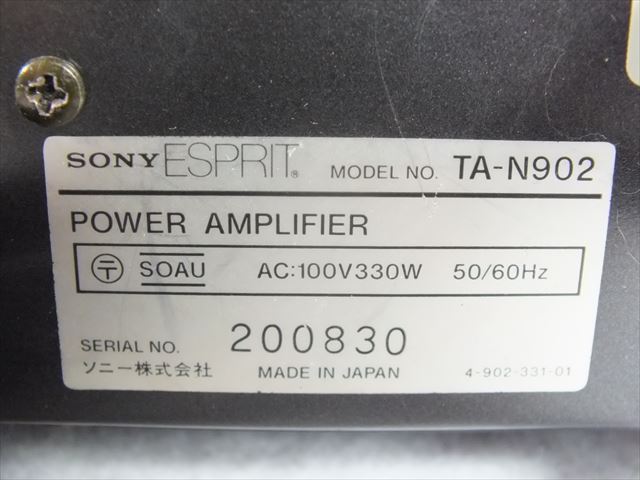 SONY ESPRIT® MODEL NO. TA-N902
POWER AMPLIFIER
〒 SOAU AC:100V330W 50/60Hz
SERIAL NO. 200830
ソニー株式会社 MADE IN JAPAN 4-902-331-01